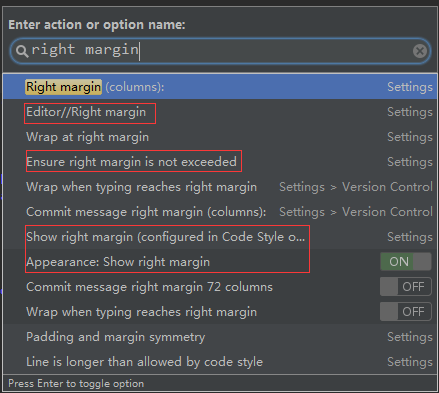 Enter action or option name:
right margin
Right margin (columns): Settings
Editor//Right margin Settings
Wrap at right margin Settings
Ensure right margin is not exceeded Settings
Wrap when typing reaches right margin Settings > Version Control
Commit message right margin (columns): Settings > Version Control
Show right margin (configured in Code Style o... Settings
Appearance: Show right margin ON
Commit message right margin 72 columns OFF
Wrap when typing reaches right margin OFF
Padding and margin symmetry Settings
Line is longer than allowed by code style Settings
Press Enter to toggle option